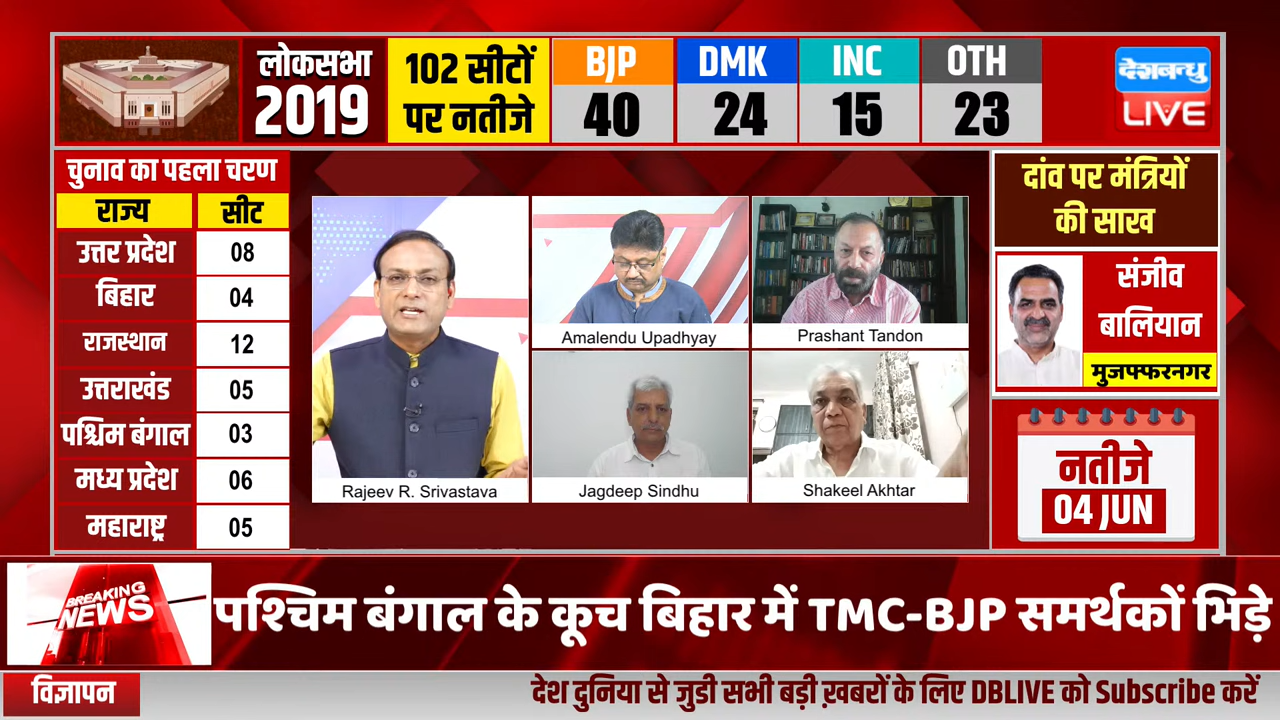 लोकसभा
2019
102 सीटों
पर नतीजे
BJP
40
DMK
24
INC
15
OTH
23
देशबन्धु
LIVE
चुनाव का पहला चरण
राज्य सीट
उत्तर प्रदेश 08
बिहार 04
राजस्थान 12
उत्तराखंड 05
पश्चिम बंगाल 03
मध्य प्रदेश 06
महाराष्ट्र 05
Rajeev R. Srivastava
Amalendu Upadhyay
Prashant Tandon
Jagdeep Sindhu
Shakeel Akhtar
दांव पर मंत्रियों
की साख
संजीव
बालियान
मुजफ्फरनगर
नतीजे
04 JUN
BREAKING
NEWS
पश्चिम बंगाल के कूच बिहार में TMC-BJP समर्थकों भिड़े
विज्ञापन
देश दुनिया से जुडी सभी बड़ी ख़बरों के लिए DBLIVE को Subscribe करें